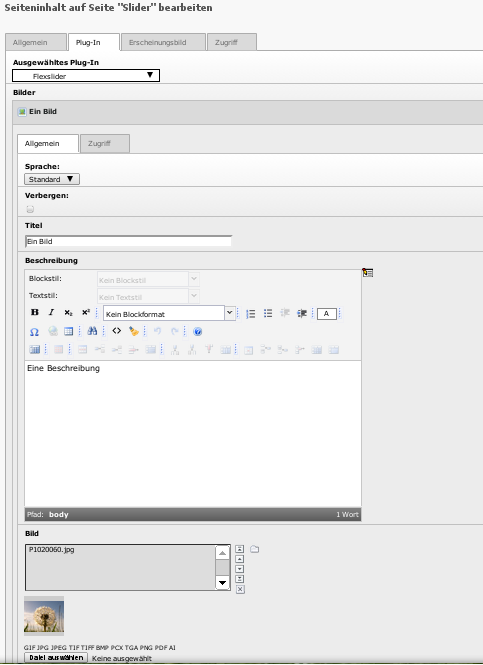 Seiteninhalt auf Seite "Slider" bearbeiten
Allgemein Plug-In Erscheinungsbild Zugriff
Ausgewähltes Plug-In
Flexslider
Bilder
Ein Bild
Allgemein Zugriff
Sprache:
Standard
Verbergen:
Titel
Ein Bild
Beschreibung
Blockstil: Kein Blockstil
Textstil: Kein Textstil
B I x₂ x² Kein Blockformat A
Eine Beschreibung
Pfad: body 1 Wort
Bild
P1020060.jpg
GIF JPG JPEG TIF TIFF BMP PCX TGA PNG PDF AI
Datei auswählen Keine ausgewählt